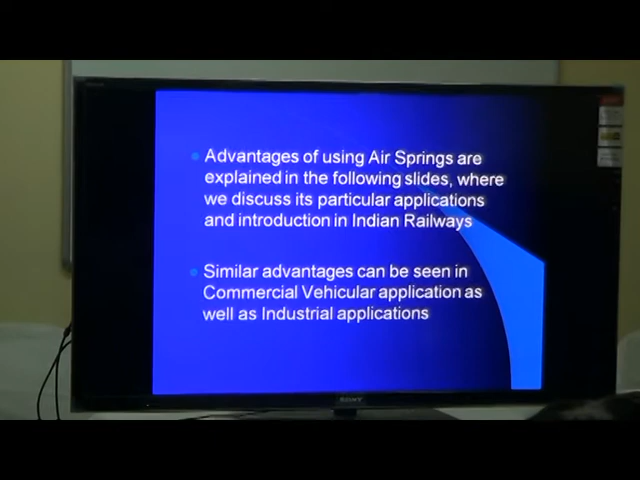 Advantages of using Air Springs are
explained in the following slides, where
we discuss its particular applications
and introduction in Indian Railways
Similar advantages can be seen in
Commercial Vehicular application as
well as Industrial applications
SONY